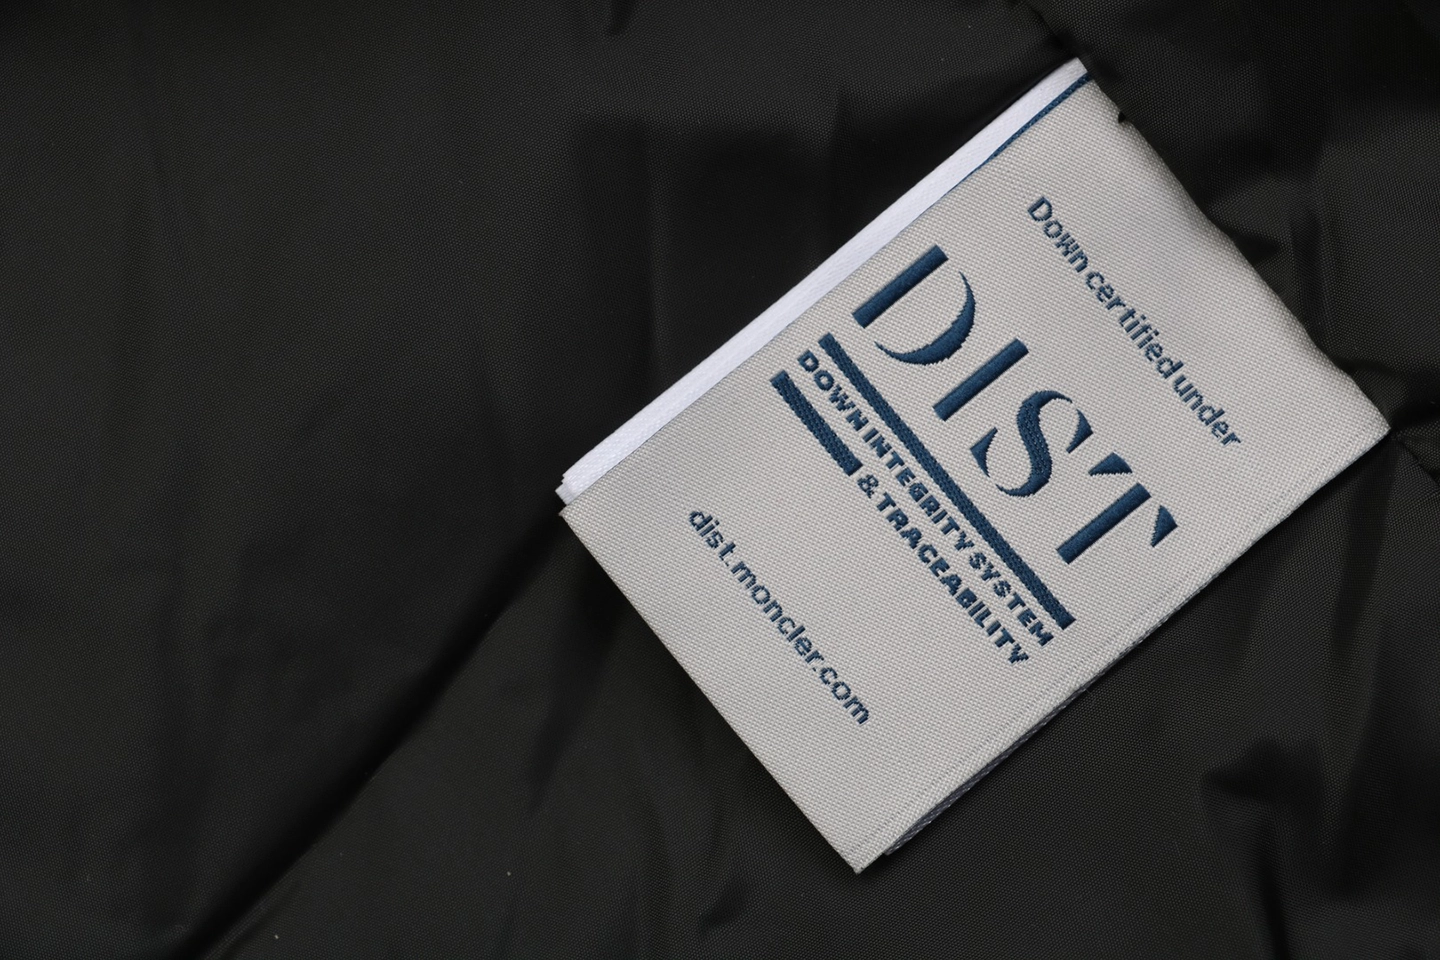 Down certified under
DIST
DOWN INTEGRITY SYSTEM
& TRACEABILITY
dist.moncler.com